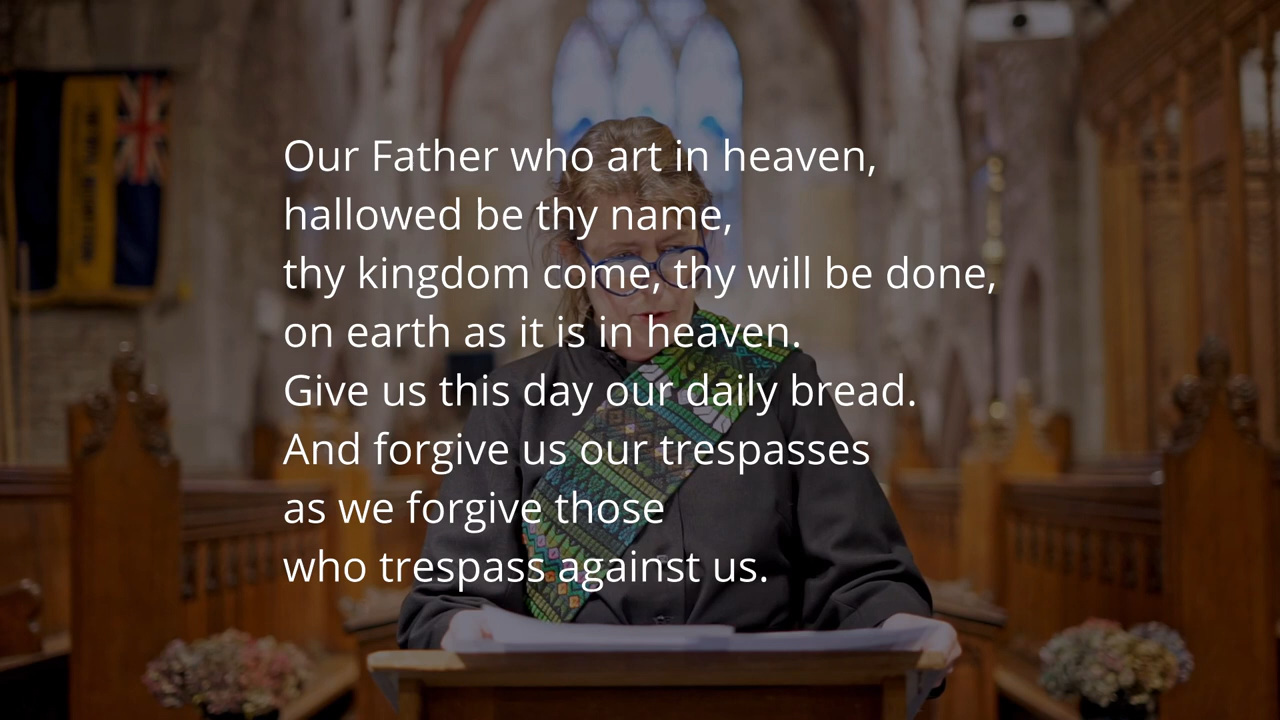 Our Father who art in heaven,
hallowed be thy name,
thy kingdom come, thy will be done,
on earth as it is in heaven.
Give us this day our daily bread.
And forgive us our trespasses
as we forgive those
who trespass against us.